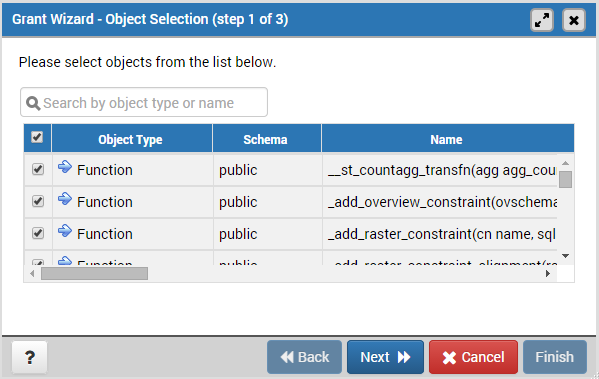 Grant Wizard - Object Selection (step 1 of 3)
Please select objects from the list below.
Search by object type or name
Object Type Schema Name
Function public __st_countagg_transfn(agg agg_cou
Function public _add_overview_constraint(ovschema
Function public _add_raster_constraint(cn name, sql
Function public _add_raster_constraint_alignment(ra
? Back Next Cancel Finish